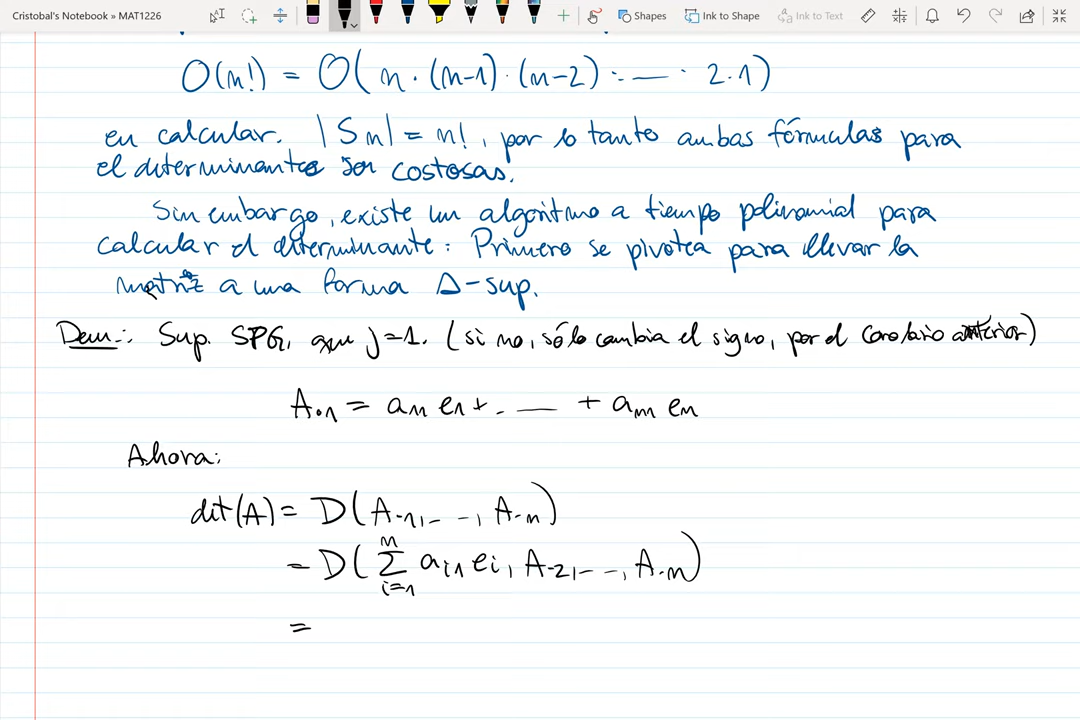 Cristobal's Notebook » MAT1226
Shapes
Ink to Shape
Ink to Text
O(n!) = O( n · (n-1) · (n-2) · — · 2·1)
en calcular. |Sn| = n!, por lo tanto ambas fórmulas para
el determinante son costosas.
Sin embargo, existe un algoritmo a tiempo polinomial para
calcular el determinante: Primero se pivotea para llevar la
matriz a una forma Δ-sup.
Dem.: Sup. SPG, que j=1. (si no, sólo cambia el signo, por el Corolario anterior)
A·1 = a11 e1 + . — + an1 en
Ahora:
det(A) = D(A·1, - -, A·n)
= D( Σ_{i=1}^{n} ai1 ei, A·2, - -, A·n)
=